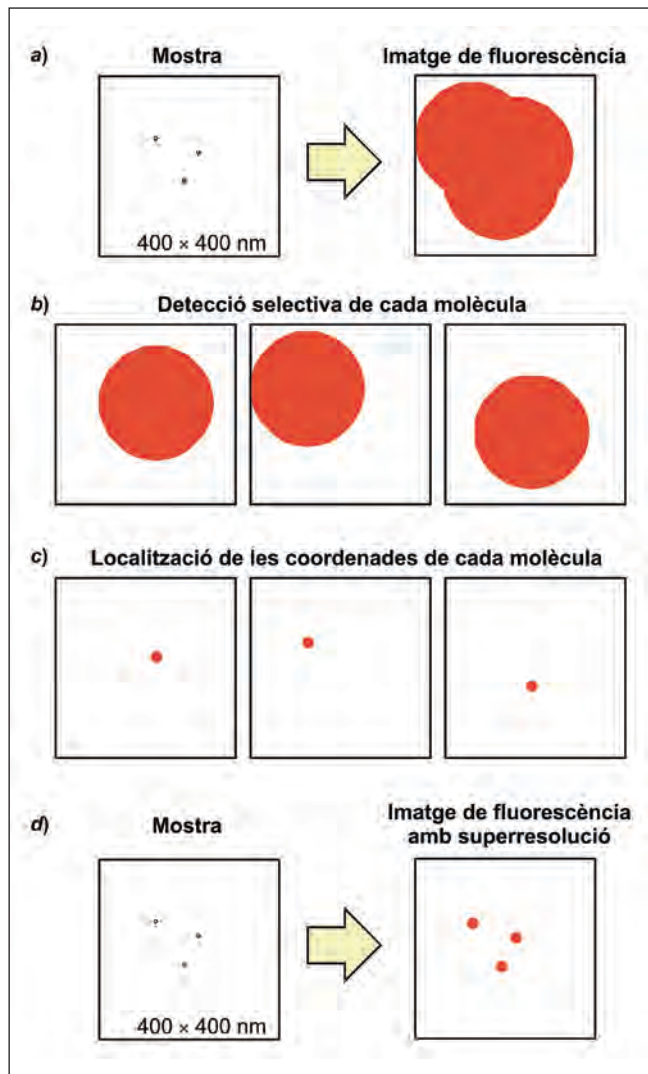 a)
Mostra
Imatge de fluorescència
400 × 400 nm
b)
Detecció selectiva de cada molècula
c)
Localització de les coordenades de cada molècula
d)
Mostra
Imatge de fluorescència
amb superresolució
400 × 400 nm